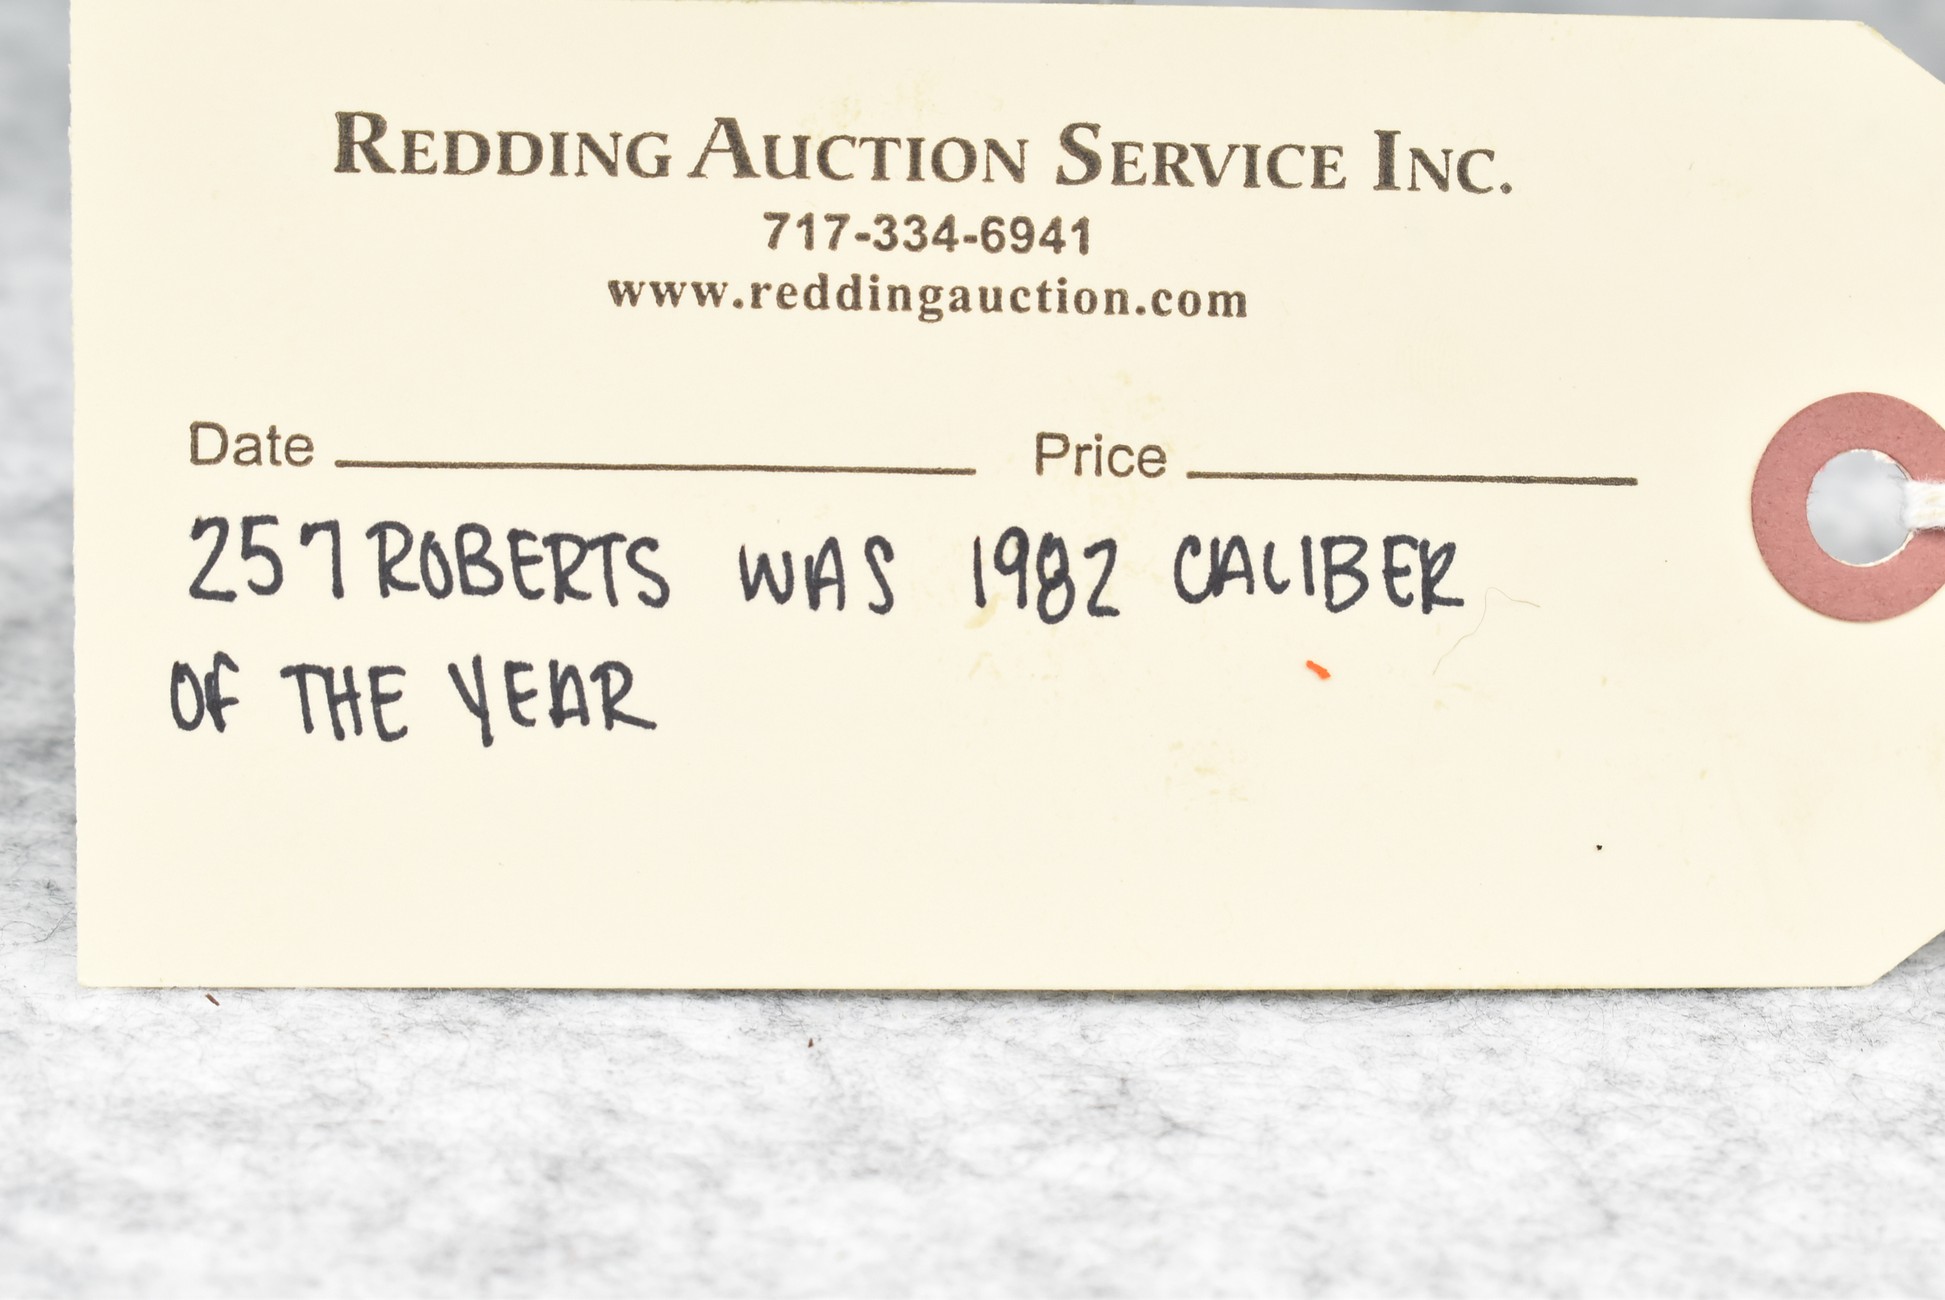 REDDING AUCTION SERVICE INC.
717-334-6941
www.reddingauction.com
Date Price
257 ROBERTS WAS 1982 CALIBER
OF THE YEAR